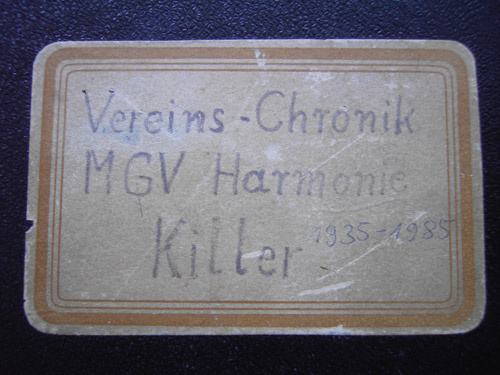 Vereins-Chronik
MGV Harmonie
Killer 1935-1985